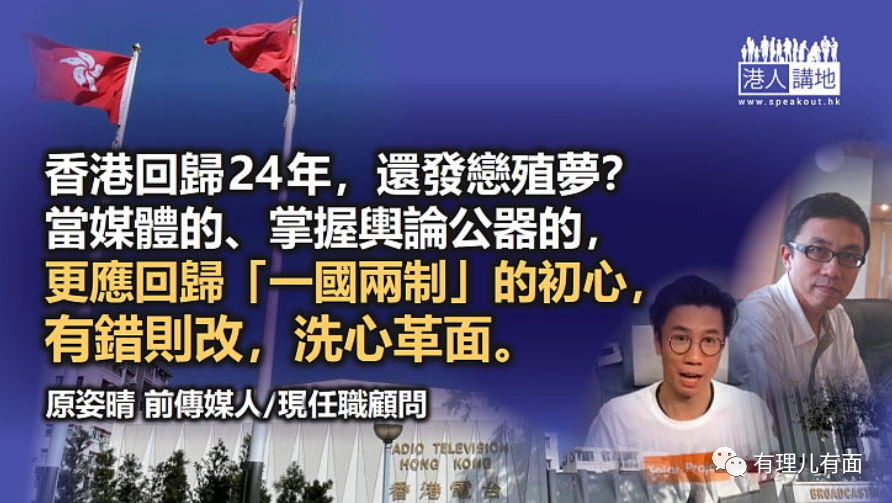 港人講地
www.speakout.hk
香港回歸24年，還發戀殖夢？
當媒體的、掌握輿論公器的，
更應回歸「一國兩制」的初心，
有錯則改，洗心革面。
原姿晴 前傳媒人/現任職顧問
ADIO TELEVISION
HONG KONG
香港電台
Solar Proje
BROADCAST
有理儿有面